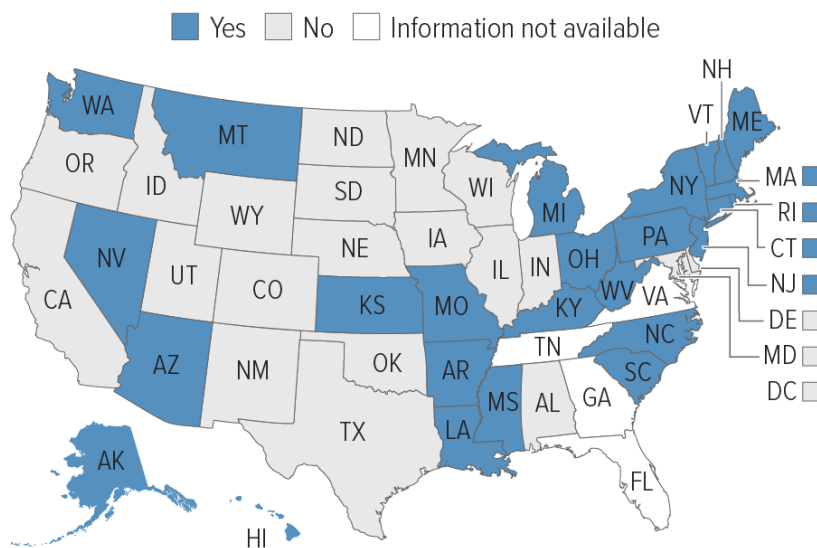 Yes No Information not available
NH
VT
WA
ME
MT
ND
MN
OR
MA
ID
SD
WI
NY
RI
WY
MI
CT
IA
PA
NE
NV
OH
NJ
UT
IL
IN
CO
WV
VA
CA
KS
MO
KY
DE
NC
TN
MD
AZ
OK
NM
AR
SC
DC
MS
AL
GA
TX
LA
AK
FL
HI